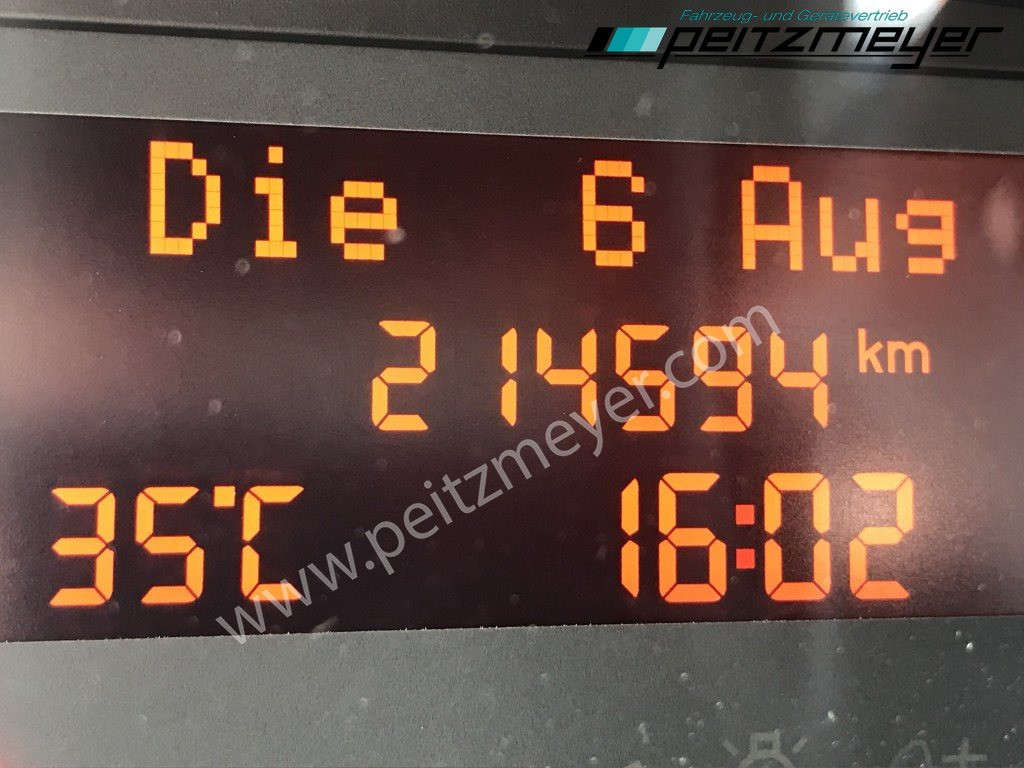 Fahrzeug- und Gerätevertrieb
peitzmeyer
Die 6 Aug
214594 km
35°C 16:02
www.peitzmeyer.com